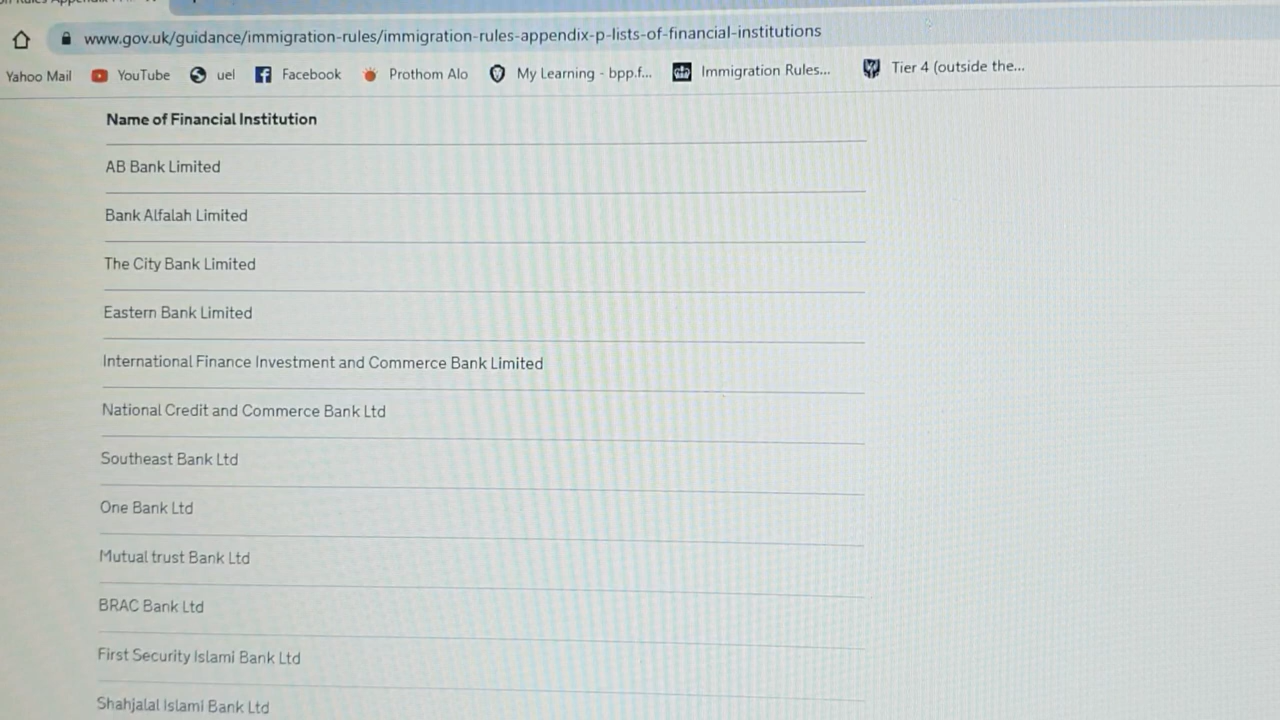 www.gov.uk/guidance/immigration-rules/immigration-rules-appendix-p-lists-of-financial-institutions
Yahoo Mail YouTube uel Facebook Prothom Alo My Learning - bpp.f... Immigration Rules... Tier 4 (outside the...
Name of Financial Institution
AB Bank Limited
Bank Alfalah Limited
The City Bank Limited
Eastern Bank Limited
International Finance Investment and Commerce Bank Limited
National Credit and Commerce Bank Ltd
Southeast Bank Ltd
One Bank Ltd
Mutual trust Bank Ltd
BRAC Bank Ltd
First Security Islami Bank Ltd
Shahjalal Islami Bank Ltd